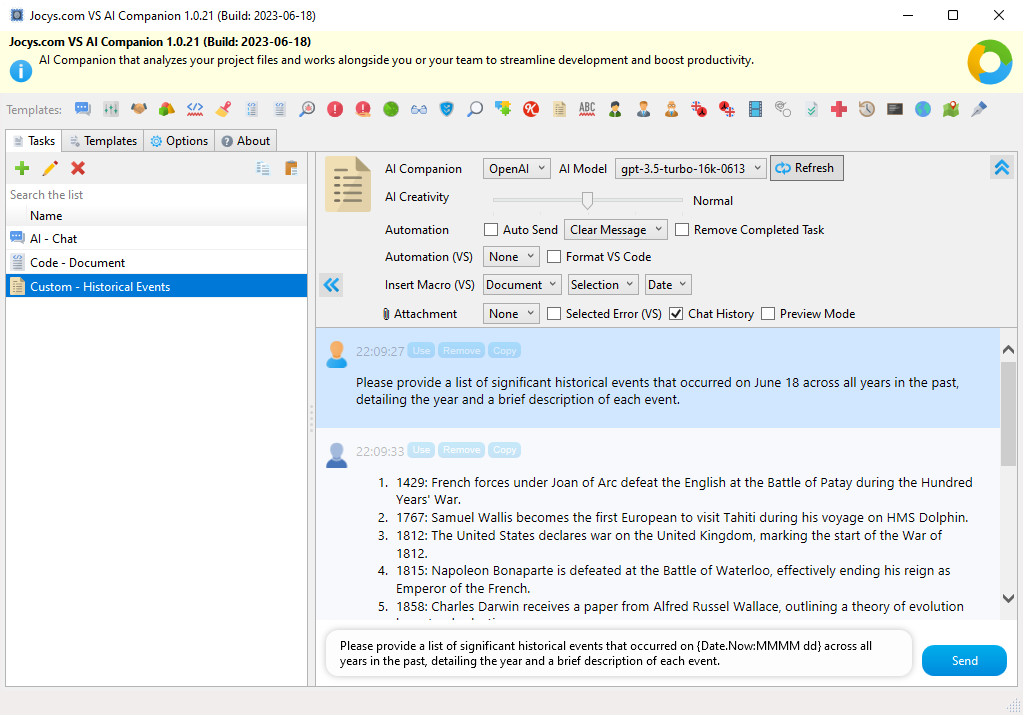 Jocys.com VS AI Companion 1.0.21 (Build: 2023-06-18)
Jocys.com VS AI Companion 1.0.21 (Build: 2023-06-18)
AI Companion that analyzes your project files and works alongside you or your team to streamline development and boost productivity.
Templates:
ABC
Tasks Templates Options About
Search the list
Name
AI - Chat
Code - Document
Custom - Historical Events
AI Companion OpenAI AI Model gpt-3.5-turbo-16k-0613 Refresh
AI Creativity Normal
Automation Auto Send Clear Message Remove Completed Task
Automation (VS) None Format VS Code
Insert Macro (VS) Document Selection Date
Attachment None Selected Error (VS) Chat History Preview Mode
22:09:27 Use Remove Copy
Please provide a list of significant historical events that occurred on June 18 across all years in the past,
detailing the year and a brief description of each event.
22:09:33 Use Remove Copy
1. 1429: French forces under Joan of Arc defeat the English at the Battle of Patay during the Hundred
Years' War.
2. 1767: Samuel Wallis becomes the first European to visit Tahiti during his voyage on HMS Dolphin.
3. 1812: The United States declares war on the United Kingdom, marking the start of the War of
1812.
4. 1815: Napoleon Bonaparte is defeated at the Battle of Waterloo, effectively ending his reign as
Emperor of the French.
5. 1858: Charles Darwin receives a paper from Alfred Russel Wallace, outlining a theory of evolution
Please provide a list of significant historical events that occurred on {Date.Now:MMMM dd} across all
years in the past, detailing the year and a brief description of each event.
Send